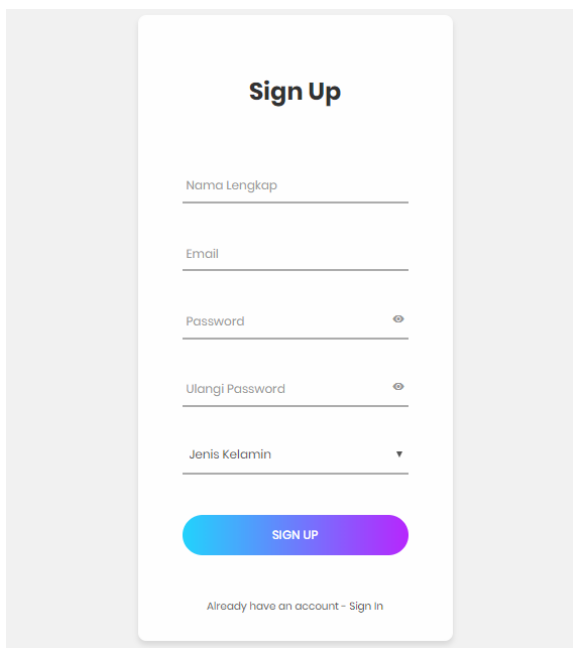 Sign Up
Nama Lengkap
Email
Password
Ulangi Password
Jenis Kelamin
SIGN UP
Already have an account - Sign In